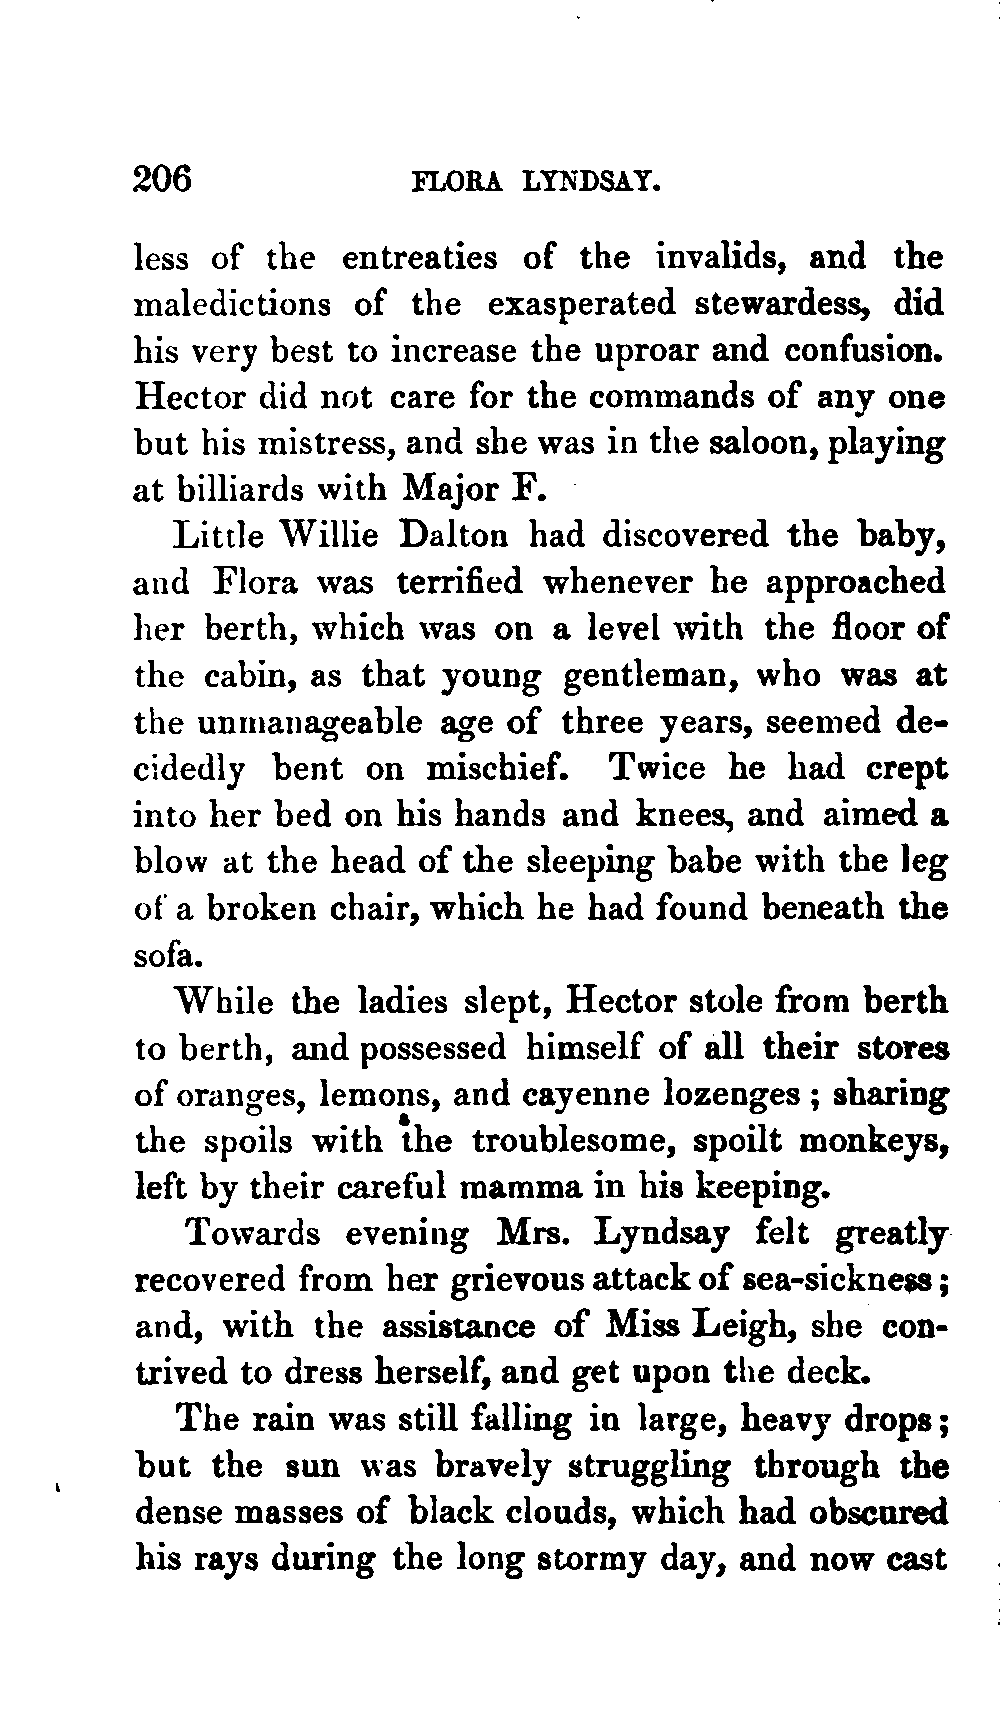 206 FLORA LYNDSAY.
less of the entreaties of the invalids, and the
maledictions of the exasperated stewardess, did
his very best to increase the uproar and confusion.
Hector did not care for the commands of any one
but his mistress, and she was in the saloon, playing
at billiards with Major F.
Little Willie Dalton had discovered the baby,
and Flora was terrified whenever he approached
her berth, which was on a level with the floor of
the cabin, as that young gentleman, who was at
the unmanageable age of three years, seemed de-
cidedly bent on mischief. Twice he had crept
into her bed on his hands and knees, and aimed a
blow at the head of the sleeping babe with the leg
of a broken chair, which he had found beneath the
sofa.
While the ladies slept, Hector stole from berth
to berth, and possessed himself of all their stores
of oranges, lemons, and cayenne lozenges ; sharing
the spoils with the troublesome, spoilt monkeys,
left by their careful mamma in his keeping.
Towards evening Mrs. Lyndsay felt greatly
recovered from her grievous attack of sea-sickness ;
and, with the assistance of Miss Leigh, she con-
trived to dress herself, and get upon the deck.
The rain was still falling in large, heavy drops ;
but the sun was bravely struggling through the
dense masses of black clouds, which had obscured
his rays during the long stormy day, and now cast